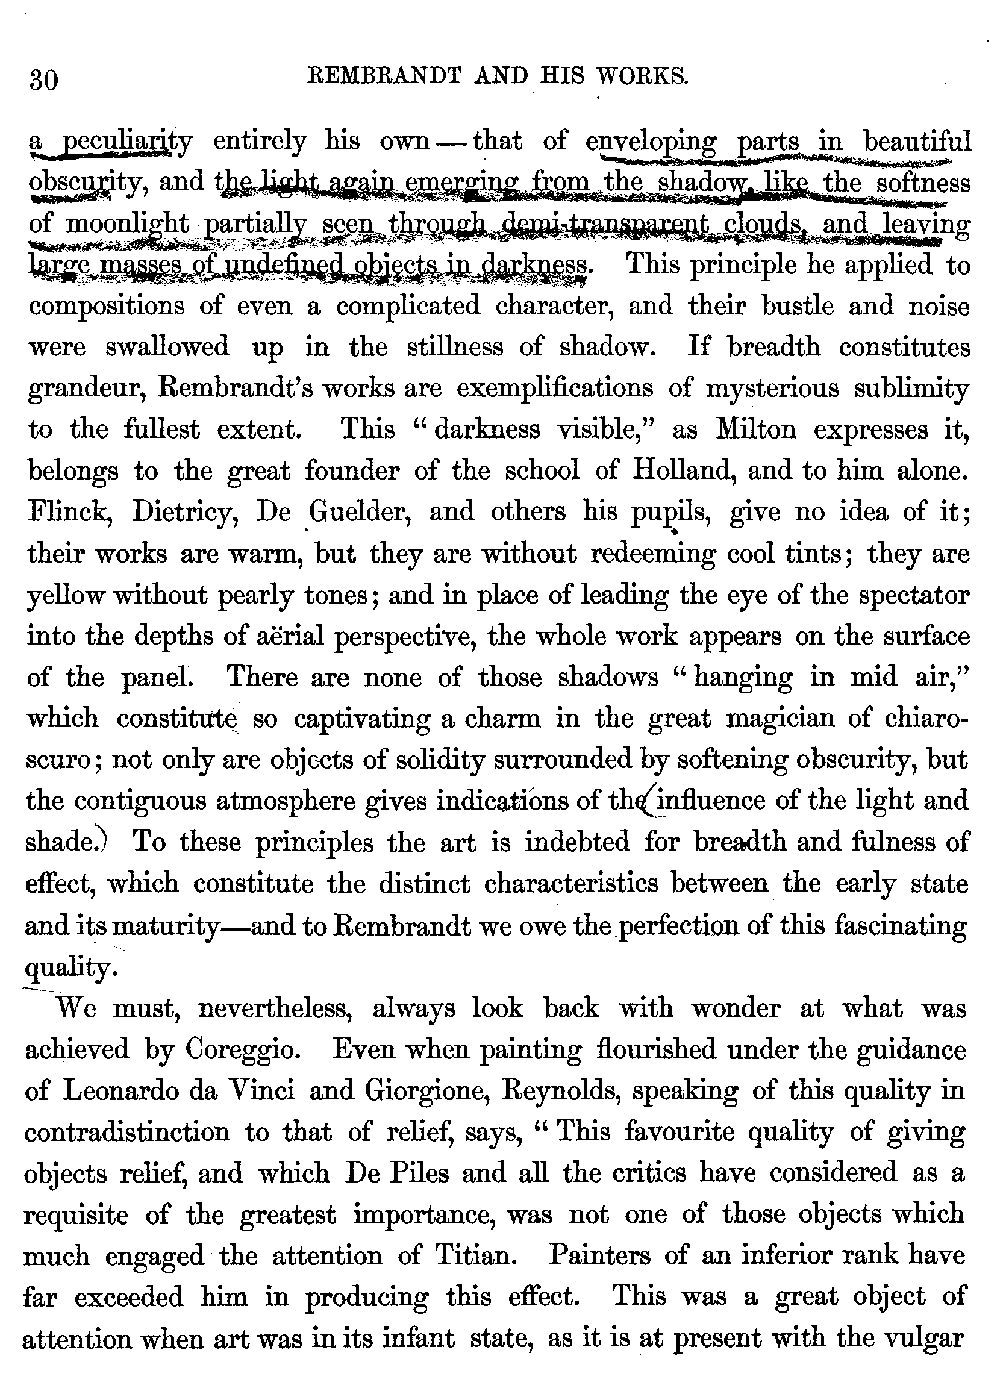 30 REMBRANDT AND HIS WORKS.
a peculiarity entirely his own—that of enveloping parts in beautiful
obscurity, and the light again emerging from the shadow, like the softness
of moonlight partially seen through demi-transparent clouds, and leaving
large masses of undefined objects in darkness. This principle he applied to
compositions of even a complicated character, and their bustle and noise
were swallowed up in the stillness of shadow. If breadth constitutes
grandeur, Rembrandt's works are exemplifications of mysterious sublimity
to the fullest extent. This “darkness visible,” as Milton expresses it,
belongs to the great founder of the school of Holland, and to him alone.
Flinck, Dietricy, De Guelder, and others his pupils, give no idea of it;
their works are warm, but they are without redeeming cool tints; they are
yellow without pearly tones; and in place of leading the eye of the spectator
into the depths of aërial perspective, the whole work appears on the surface
of the panel. There are none of those shadows “hanging in mid air,”
which constitute so captivating a charm in the great magician of chiaro-
scuro; not only are objects of solidity surrounded by softening obscurity, but
the contiguous atmosphere gives indications of the (influence of the light and
shade.) To these principles the art is indebted for breadth and fulness of
effect, which constitute the distinct characteristics between the early state
and its maturity—and to Rembrandt we owe the perfection of this fascinating
quality.
We must, nevertheless, always look back with wonder at what was
achieved by Coreggio. Even when painting flourished under the guidance
of Leonardo da Vinci and Giorgione, Reynolds, speaking of this quality in
contradistinction to that of relief, says, “This favourite quality of giving
objects relief, and which De Piles and all the critics have considered as a
requisite of the greatest importance, was not one of those objects which
much engaged the attention of Titian. Painters of an inferior rank have
far exceeded him in producing this effect. This was a great object of
attention when art was in its infant state, as it is at present with the vulgar